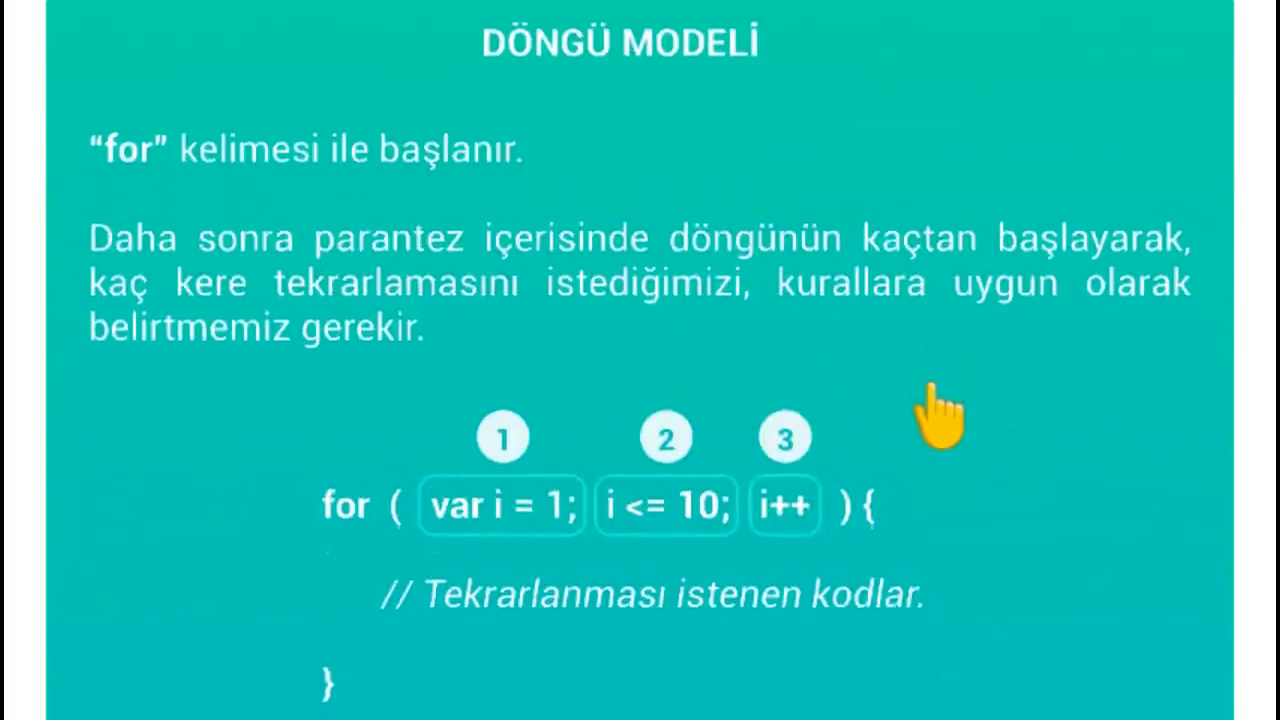 DÖNGÜ MODELİ
“for” kelimesi ile başlanır.
Daha sonra parantez içerisinde döngünün kaçtan başlayarak,
kaç kere tekrarlamasını istediğimizi, kurallara uygun olarak
belirtmemiz gerekir.
1 2 3
for ( var i = 1; i <= 10; i++ ) {
// Tekrarlanması istenen kodlar.
}